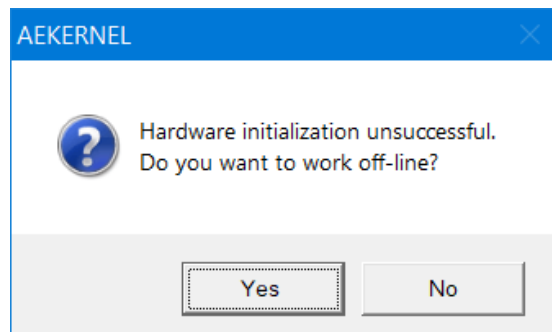 AEKERNEL
Hardware initialization unsuccessful.
Do you want to work off-line?
Yes
No